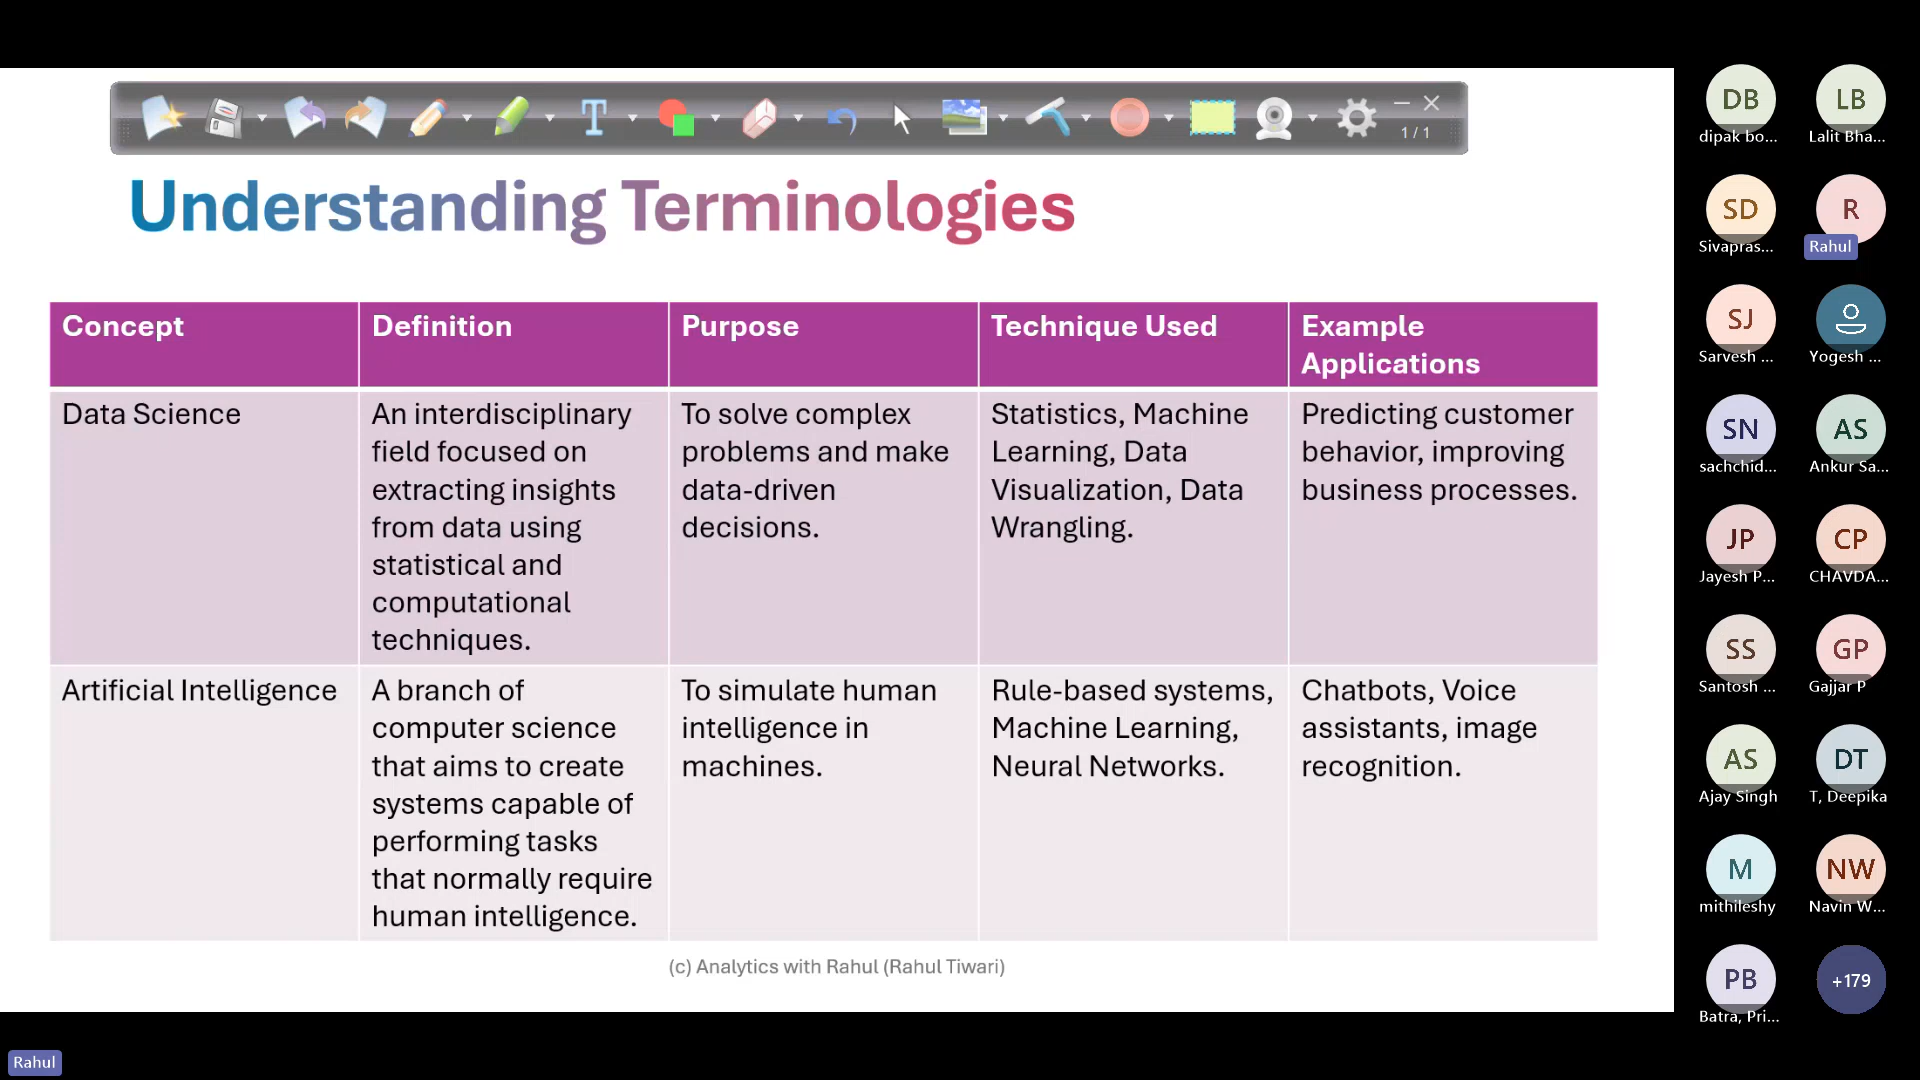 1 / 1
Understanding Terminologies
Concept
Definition
Purpose
Technique Used
Example
Applications
Data Science
An interdisciplinary
field focused on
extracting insights
from data using
statistical and
computational
techniques.
To solve complex
problems and make
data-driven
decisions.
Statistics, Machine
Learning, Data
Visualization, Data
Wrangling.
Predicting customer
behavior, improving
business processes.
Artificial Intelligence
A branch of
computer science
that aims to create
systems capable of
performing tasks
that normally require
human intelligence.
To simulate human
intelligence in
machines.
Rule-based systems,
Machine Learning,
Neural Networks.
Chatbots, Voice
assistants, image
recognition.
(c) Analytics with Rahul (Rahul Tiwari)
DB
dipak bo...
LB
Lalit Bha...
SD
Sivapras...
R
Rahul
SJ
Sarvesh ...
Yogesh ...
SN
sachchid...
AS
Ankur Sa...
JP
Jayesh P...
CP
CHAVDA...
SS
Santosh ...
GP
Gajjar P
AS
Ajay Singh
DT
T, Deepika
M
mithileshy
NW
Navin W...
PB
Batra, Pri...
+179
Rahul